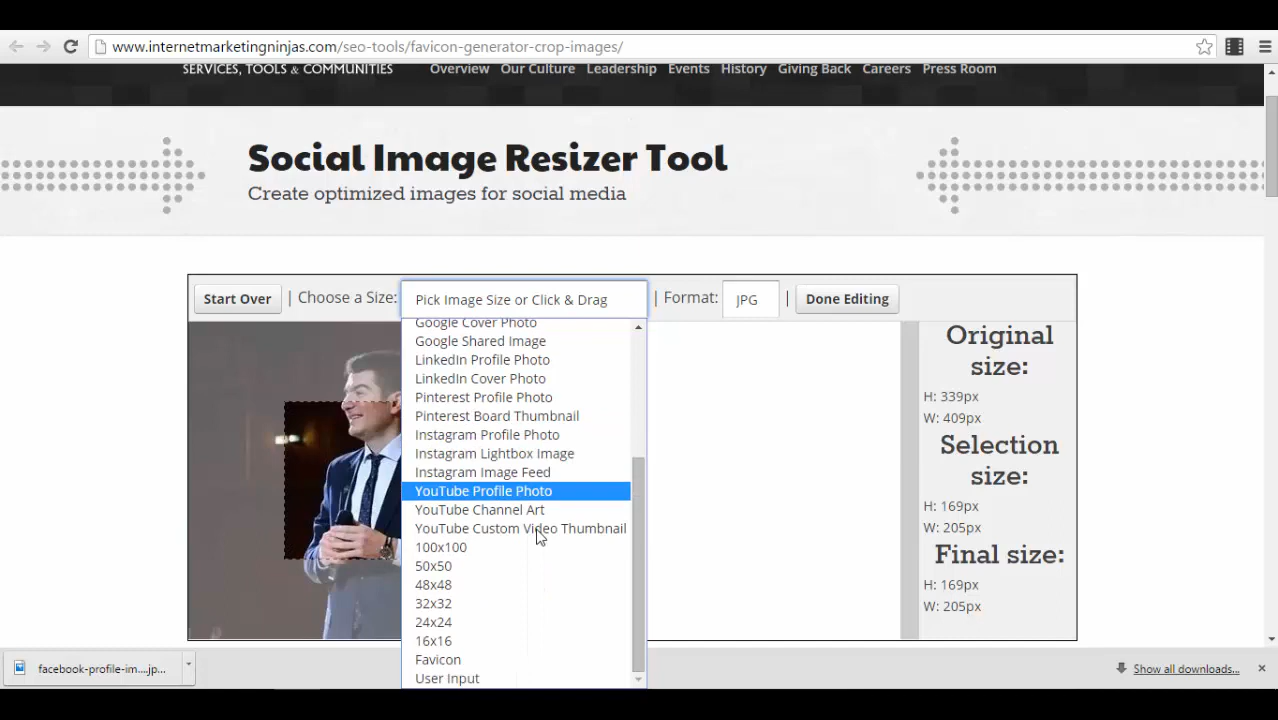 www.internetmarketingninjas.com/seo-tools/favicon-generator-crop-images/
SERVICES, TOOLS & COMMUNITIES
Overview Our Culture Leadership Events History Giving Back Careers Press Room
Social Image Resizer Tool
Create optimized images for social media
Start Over | Choose a Size: Pick Image Size or Click & Drag | Format: JPG | Done Editing
Google Cover Photo
Google Shared Image
LinkedIn Profile Photo
LinkedIn Cover Photo
Pinterest Profile Photo
Pinterest Board Thumbnail
Instagram Profile Photo
Instagram Lightbox Image
Instagram Image Feed
YouTube Profile Photo
YouTube Channel Art
YouTube Custom Video Thumbnail
100x100
50x50
48x48
32x32
24x24
16x16
Favicon
User Input
Original
size:
H: 339px
W: 409px
Selection
size:
H: 169px
W: 205px
Final size:
H: 169px
W: 205px
facebook-profile-im....jp...
Show all downloads...